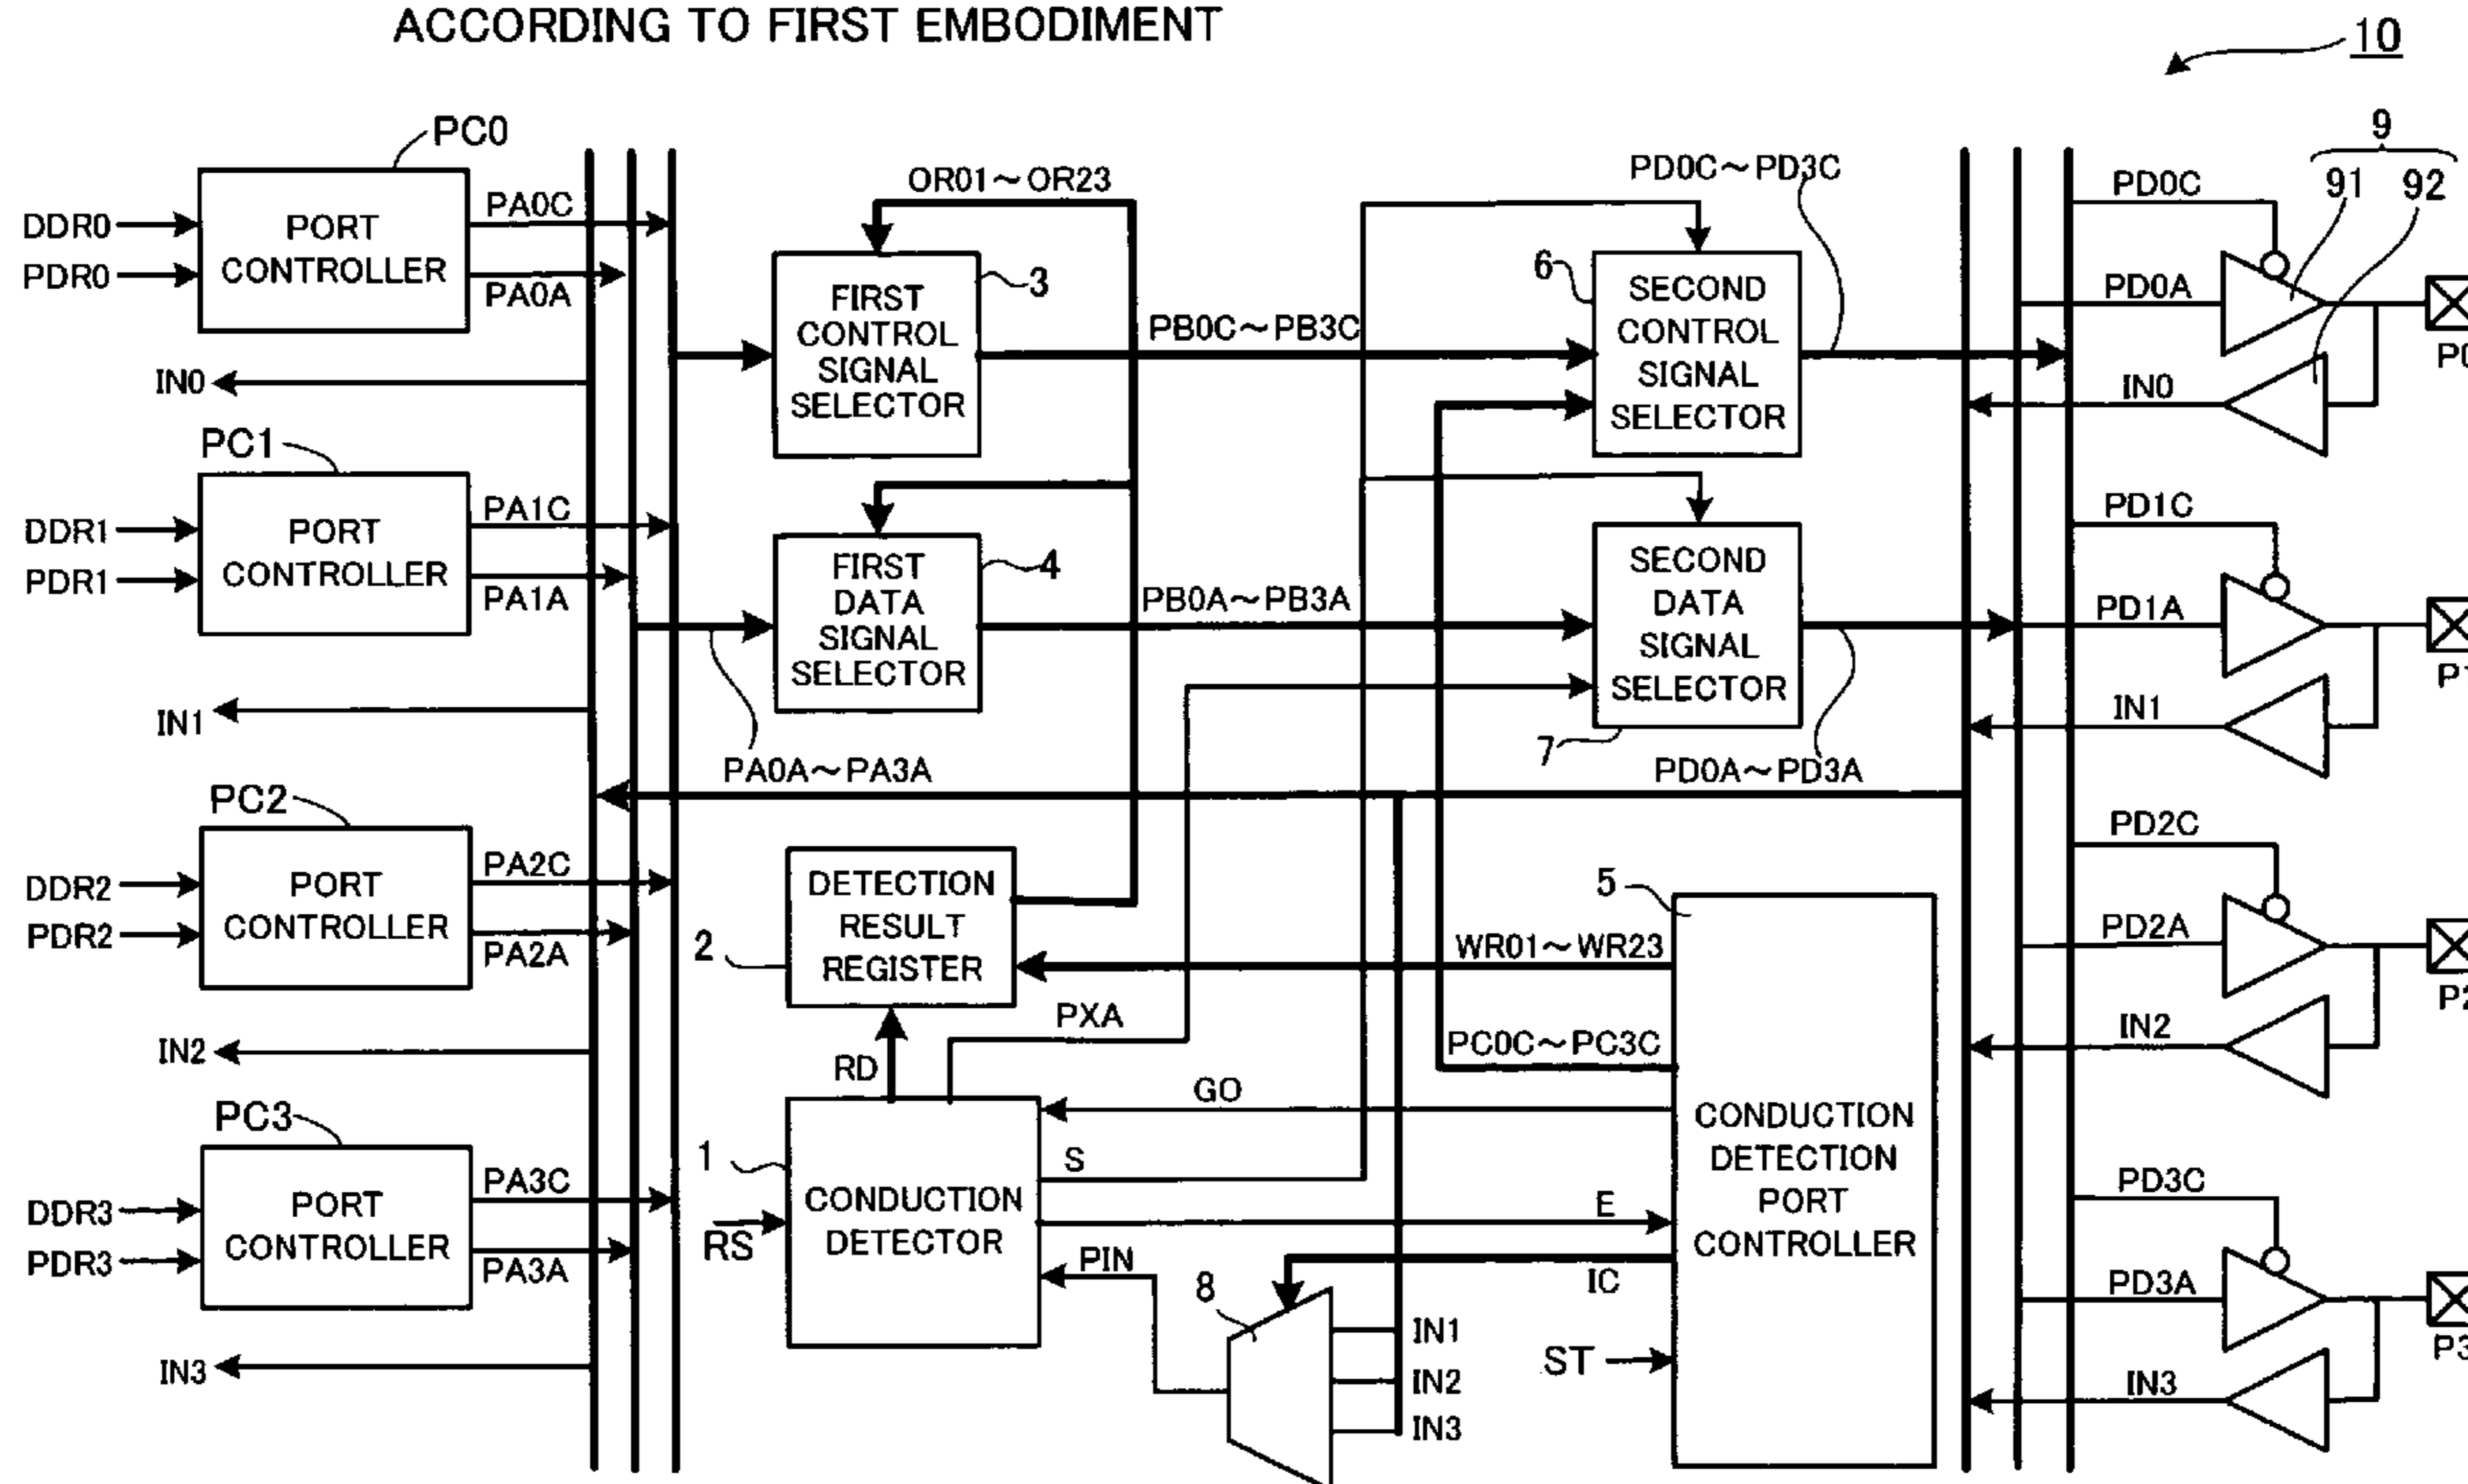 ACCORDING TO FIRST EMBODIMENT
10
PC0
DDR0
PDR0
PORT
CONTROLLER
PA0C
PA0A
IN0
PC1
DDR1
PDR1
PORT
CONTROLLER
PA1C
PA1A
IN1
PC2
DDR2
PDR2
PORT
CONTROLLER
PA2C
PA2A
IN2
PC3
DDR3
PDR3
PORT
CONTROLLER
PA3C
PA3A
IN3
OR01~OR23
FIRST
CONTROL
SIGNAL
SELECTOR
3
PB0C~PB3C
FIRST
DATA
SIGNAL
SELECTOR
4
PB0A~PB3A
PA0A~PA3A
PD0C~PD3C
6
SECOND
CONTROL
SIGNAL
SELECTOR
SECOND
DATA
SIGNAL
SELECTOR
7
PD0A~PD3A
2
DETECTION
RESULT
REGISTER
WR01~WR23
PXA
PC0C~PC3C
RD
GO
1
CONDUCTION
DETECTOR
S
RS
E
PIN
IC
8
IN1
IN2
IN3
ST
5
CONDUCTION
DETECTION
PORT
CONTROLLER
9
91
92
PD0C
PD0A
P0
IN0
PD1C
PD1A
P1
IN1
PD2C
PD2A
P2
IN2
PD3C
PD3A
P3
IN3